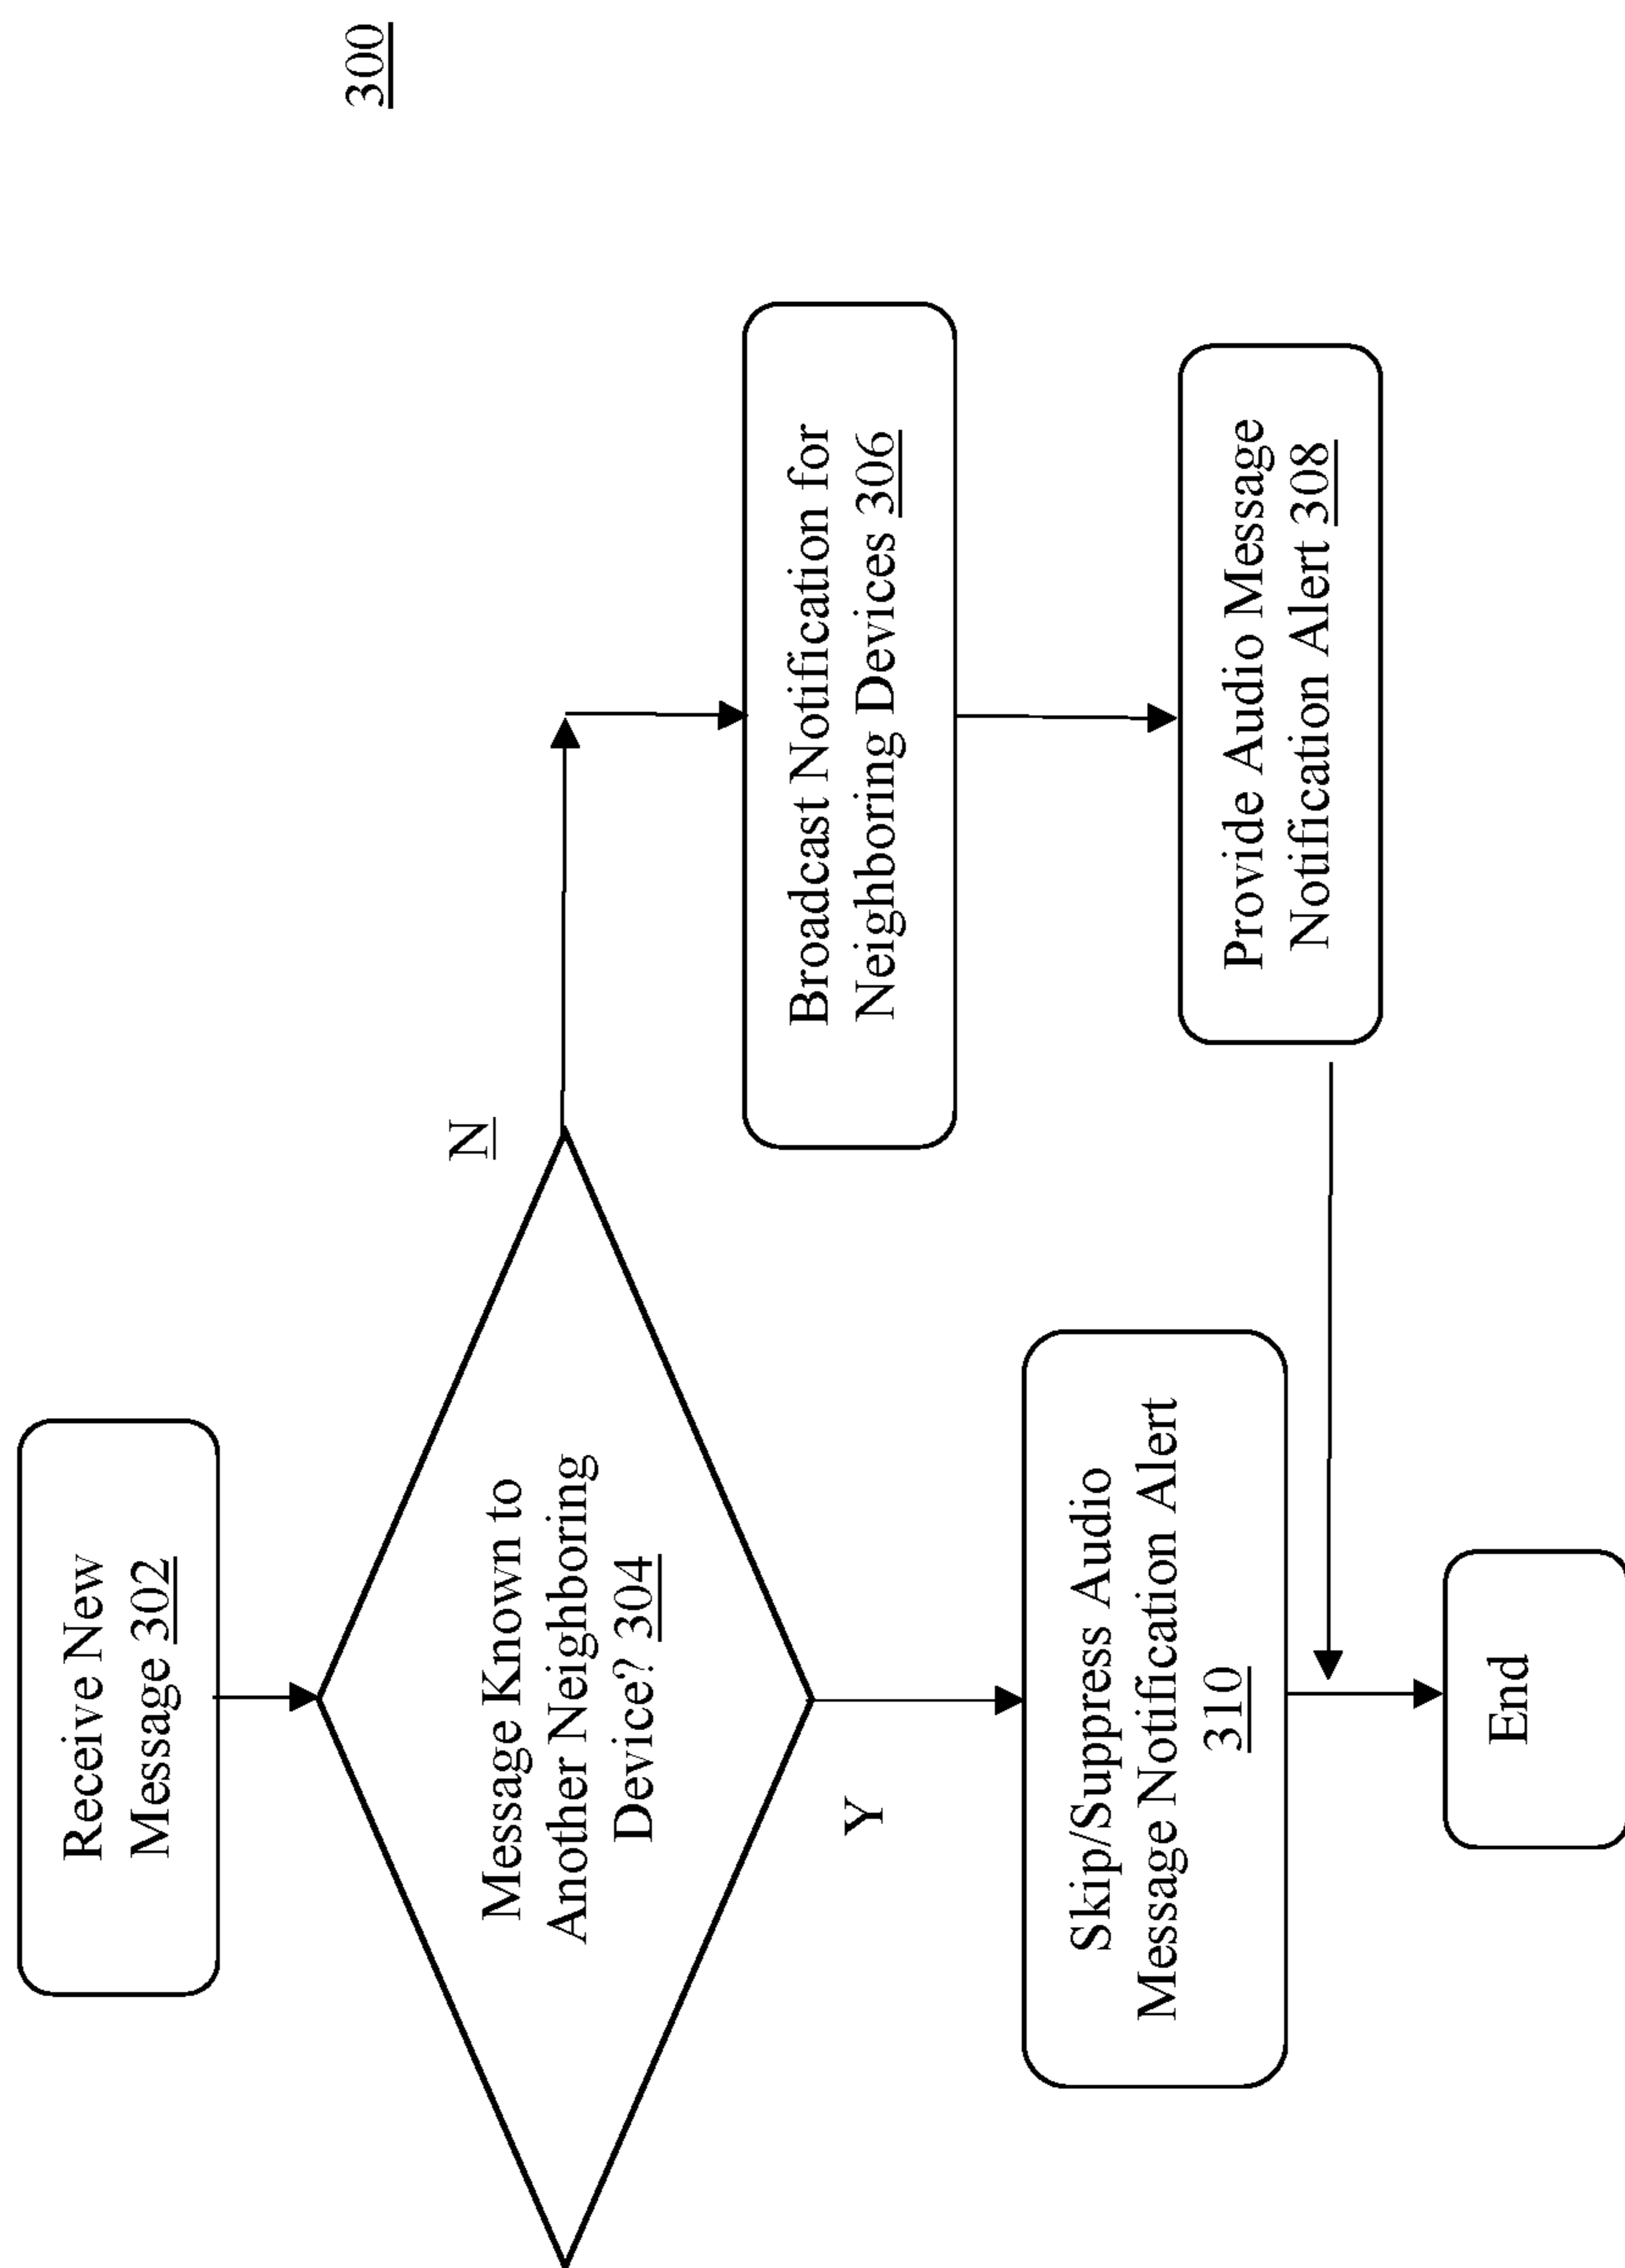 300
Receive New
Message 302
Message Known to
Another Neighboring
Device? 304
N
Broadcast Notification for
Neighboring Devices 306
Provide Audio Message
Notification Alert 308
Y
Skip/Suppress Audio
Message Notification Alert
310
End